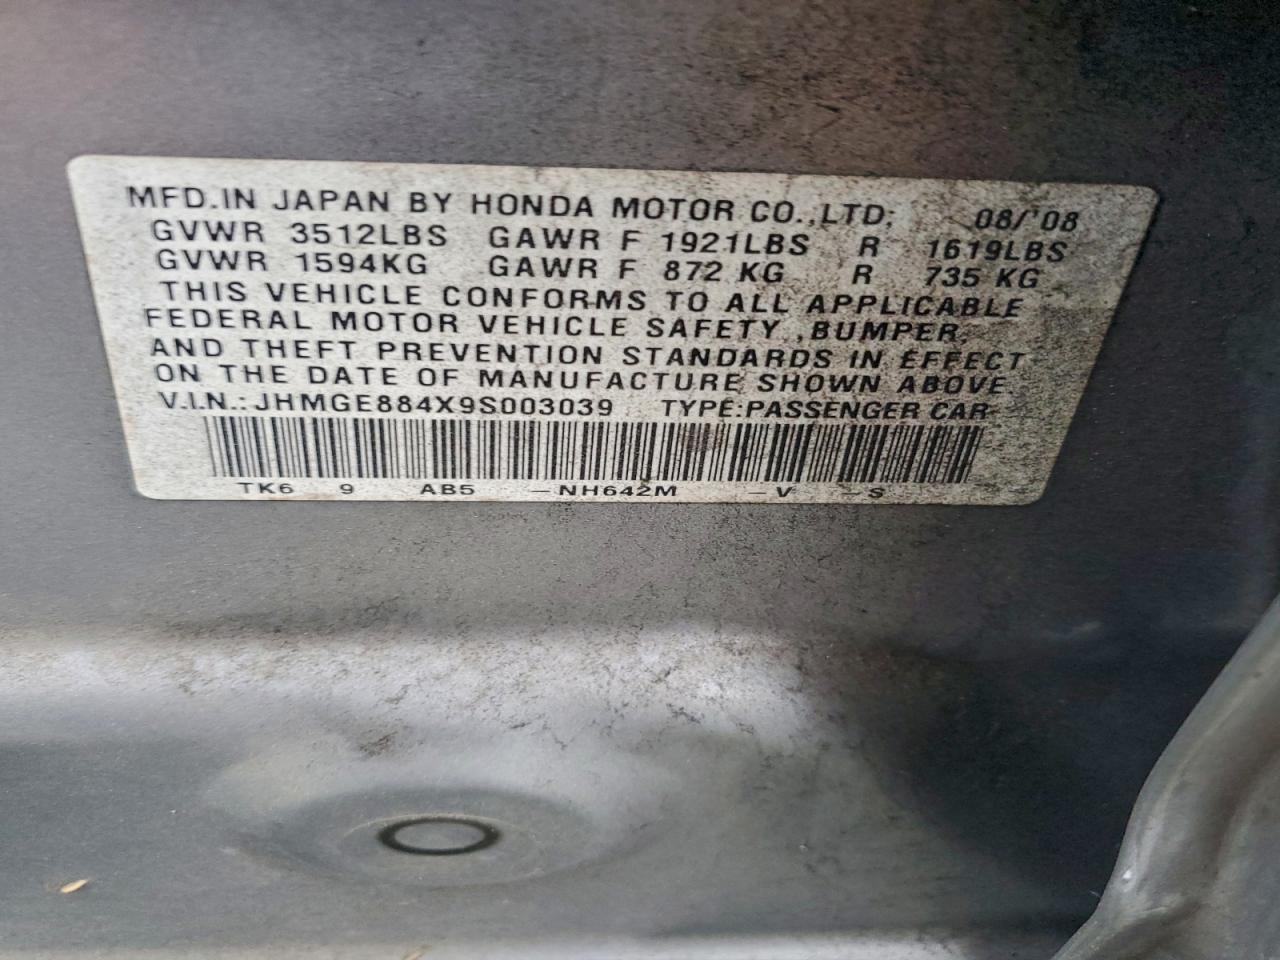 MFD.IN JAPAN BY HONDA MOTOR CO.,LTD; 08/'08
GVWR 3512LBS GAWR F 1921LBS R 1619LBS
GVWR 1594KG GAWR F 872 KG R 735 KG
THIS VEHICLE CONFORMS TO ALL APPLICABLE
FEDERAL MOTOR VEHICLE SAFETY ,BUMPER,
AND THEFT PREVENTION STANDARDS IN EFFECT
ON THE DATE OF MANUFACTURE SHOWN ABOVE.
V.I.N.: JHMGE884X9S003039 TYPE:PASSENGER CAR
TK6 9 AB5 -NH642M -V -S